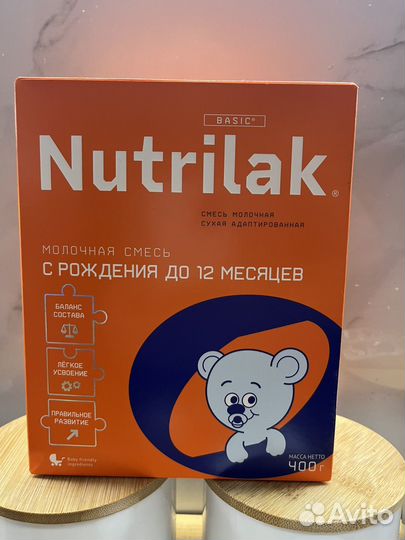 BASIC®
Nutrilak®
СМЕСЬ МОЛОЧНАЯ
СУХАЯ АДАПТИРОВАННАЯ
МОЛОЧНАЯ СМЕСЬ
С РОЖДЕНИЯ ДО 12 МЕСЯЦЕВ
БАЛАНС
СОСТАВА
ЛЁГКОЕ
УСВОЕНИЕ
ПРАВИЛЬНОЕ
РАЗВИТИЕ
Baby friendly
ingredients
МАССА НЕТТО
400 г
Avito